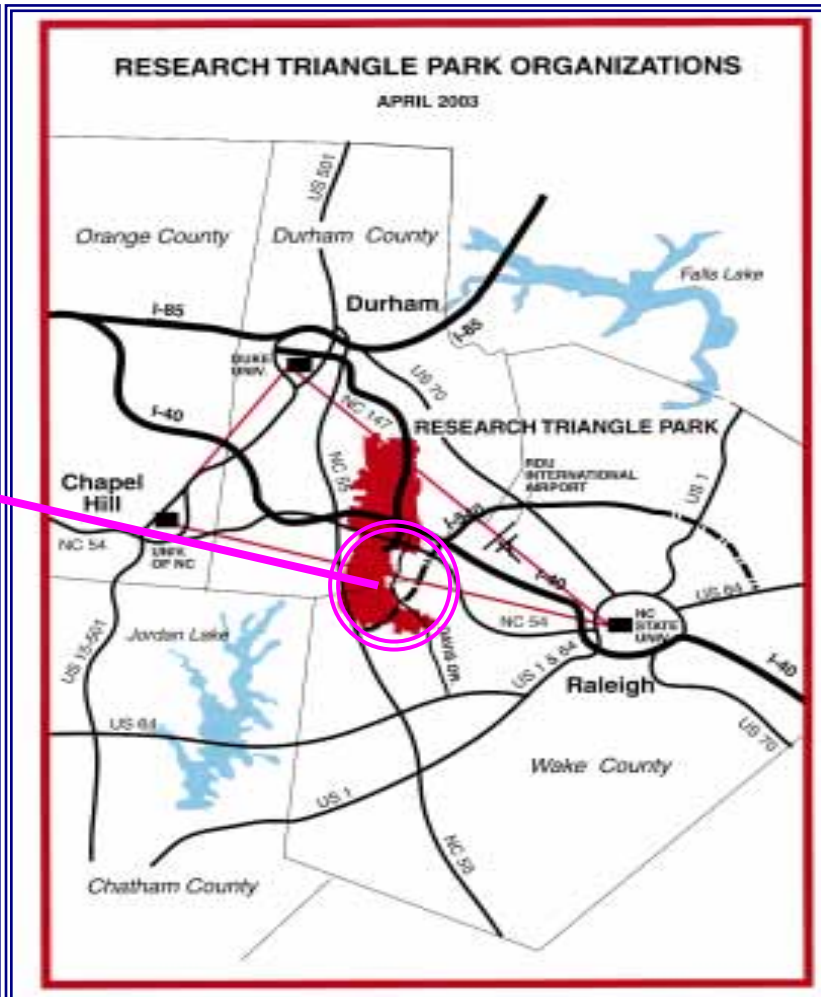 RESEARCH TRIANGLE PARK ORGANIZATIONS
APRIL 2003
US 501
Orange County
Durham County
Falls Lake
Durham
I-85
I-85
DUKE
UNIV.
US 70
I-40
NC 147
RESEARCH TRIANGLE PARK
RDU
INTERNATIONAL
AIRPORT
US 1
Chapel
Hill
NC 55
I-540
NC 54
UNIV.
OF NC
I-40
US 64
NC
STATE
UNIV.
NC 54
Jordan Lake
DAVIS DR.
US 15-501
US 1 & 64
I-40
Raleigh
US 64
US 70
Wake County
US 1
NC 55
Chatham County